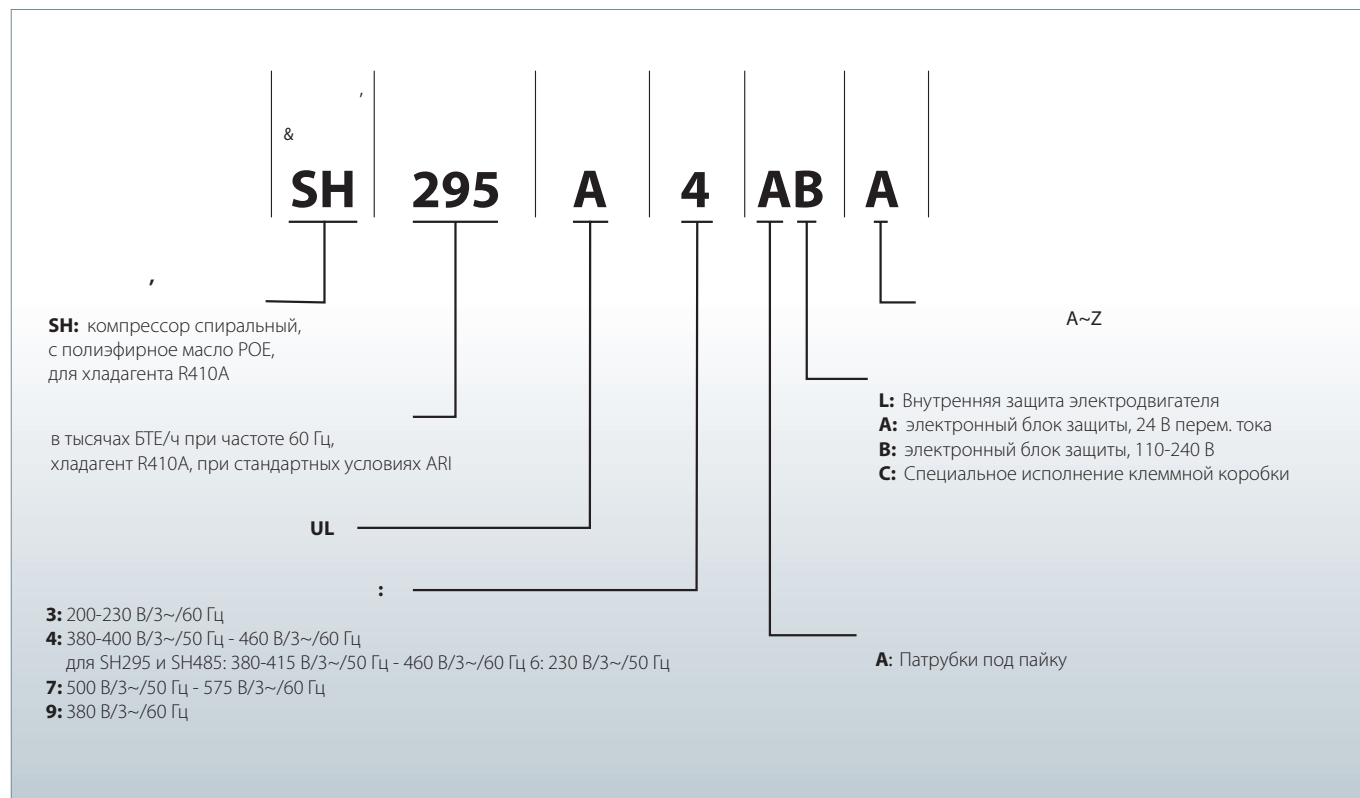 ,
&
SH 295 A 4 AB A
,
SH: компрессор спиральный,
с полиэфирное масло POE,
для хладагента R410A
в тысячах БТЕ/ч при частоте 60 Гц,
хладагент R410A, при стандартных условиях ARI
UL
:
3: 200-230 В/3~/60 Гц
4: 380-400 В/3~/50 Гц - 460 В/3~/60 Гц
для SH295 и SH485: 380-415 В/3~/50 Гц - 460 В/3~/60 Гц 6: 230 В/3~/50 Гц
7: 500 В/3~/50 Гц - 575 В/3~/60 Гц
9: 380 В/3~/60 Гц
A~Z
L: Внутренняя защита электродвигателя
A: электронный блок защиты, 24 В перем. тока
B: электронный блок защиты, 110-240 В
C: Специальное исполнение клеммной коробки
A: Патрубки под пайку